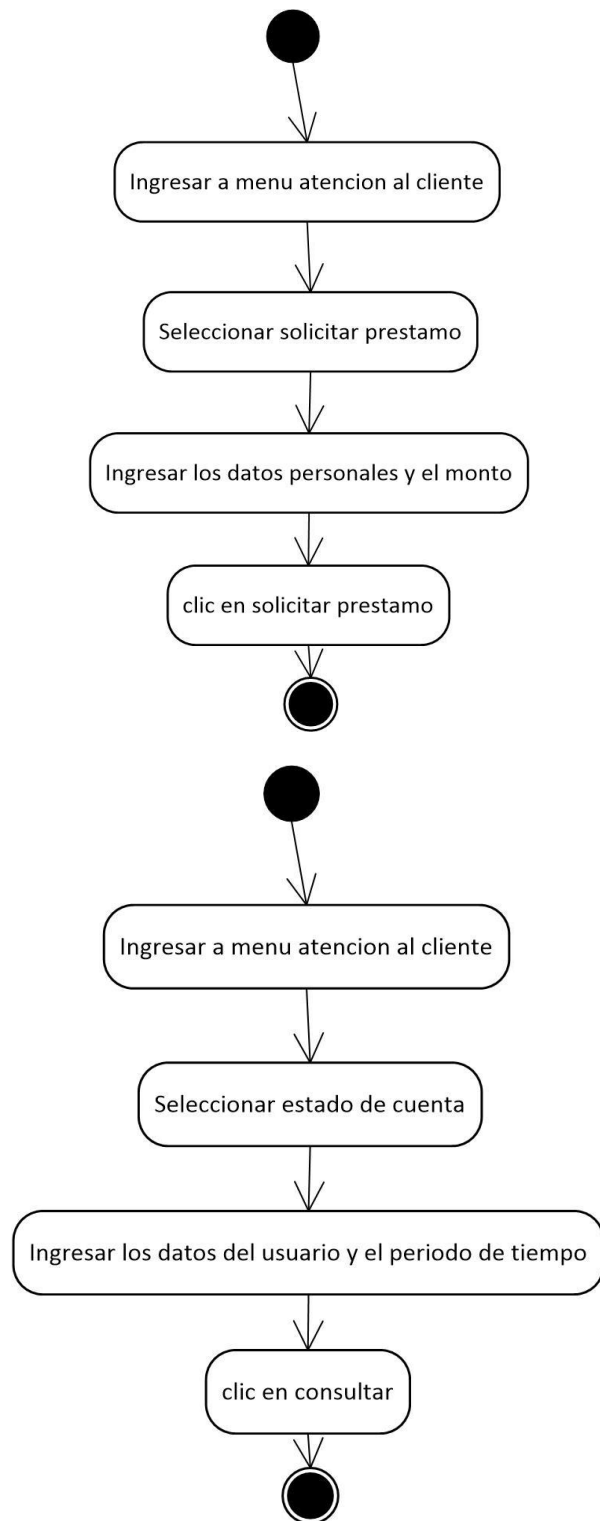 Ingresar a menu atencion al cliente
Seleccionar solicitar prestamo
Ingresar los datos personales y el monto
clic en solicitar prestamo
Ingresar a menu atencion al cliente
Seleccionar estado de cuenta
Ingresar los datos del usuario y el periodo de tiempo
clic en consultar